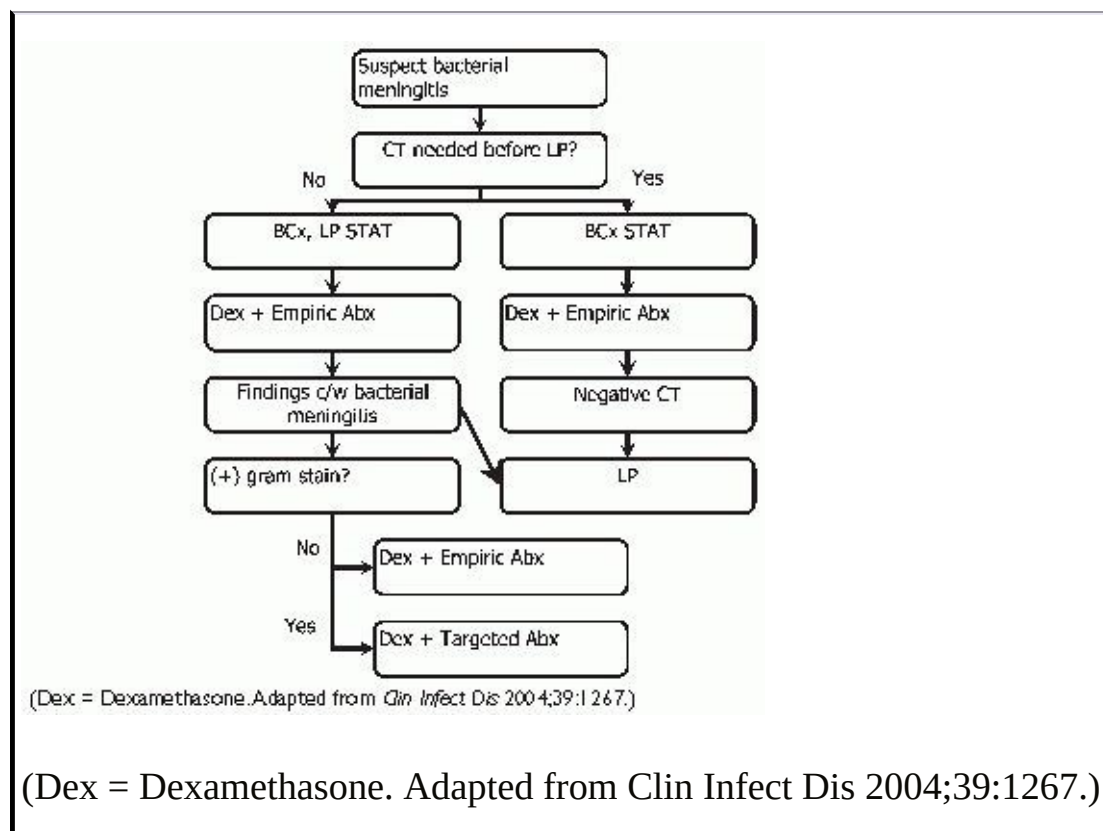 Suspect bacterial
meningitis
CT needed before LP?
No
Yes
BCx, LP STAT
BCx STAT
Dex + Empiric Abx
Dex + Empiric Abx
Findings c/w bacterial
meningitis
Negative CT
(+) gram stain?
LP
No
Dex + Empiric Abx
Yes
Dex + Targeted Abx
(Dex = Dexamethasone.Adapted from Clin Infect Dis 2004;39:1267.)
(Dex = Dexamethasone. Adapted from Clin Infect Dis 2004;39:1267.)